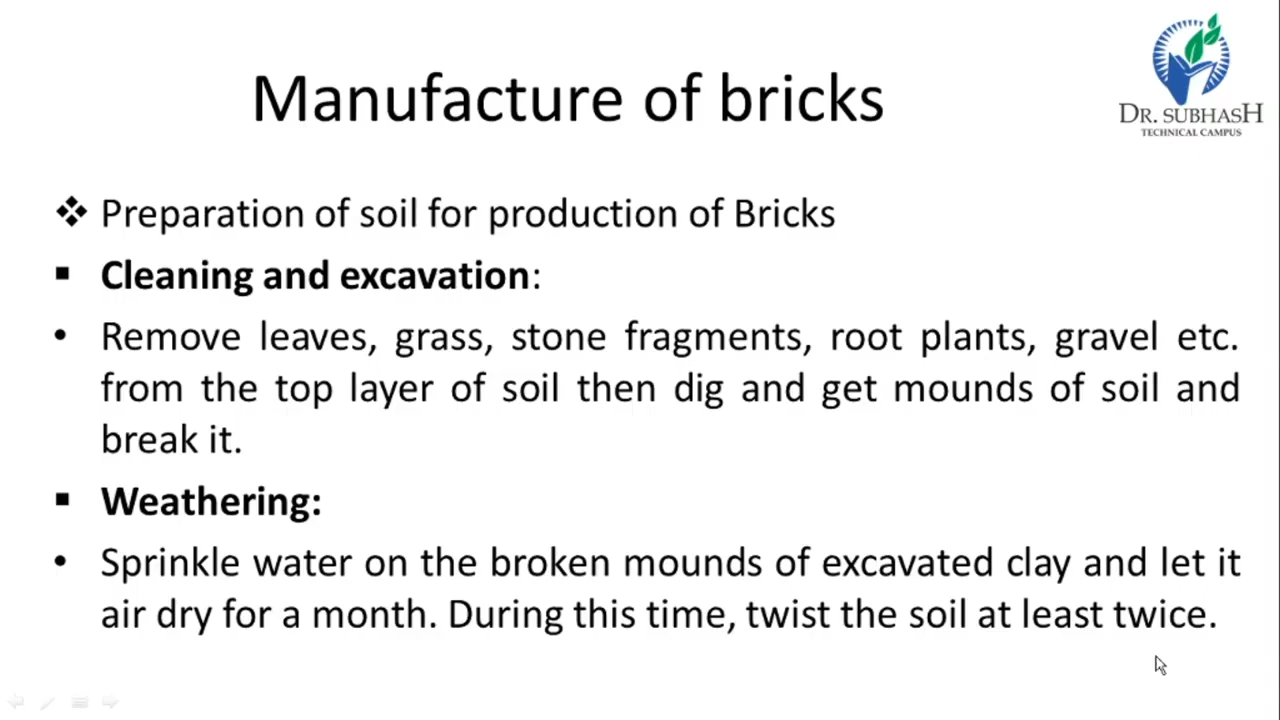 Manufacture of bricks
DR. SUBHASH
TECHNICAL CAMPUS
❖ Preparation of soil for production of Bricks
▪ Cleaning and excavation:
• Remove leaves, grass, stone fragments, root plants, gravel etc.
from the top layer of soil then dig and get mounds of soil and
break it.
▪ Weathering:
• Sprinkle water on the broken mounds of excavated clay and let it
air dry for a month. During this time, twist the soil at least twice.